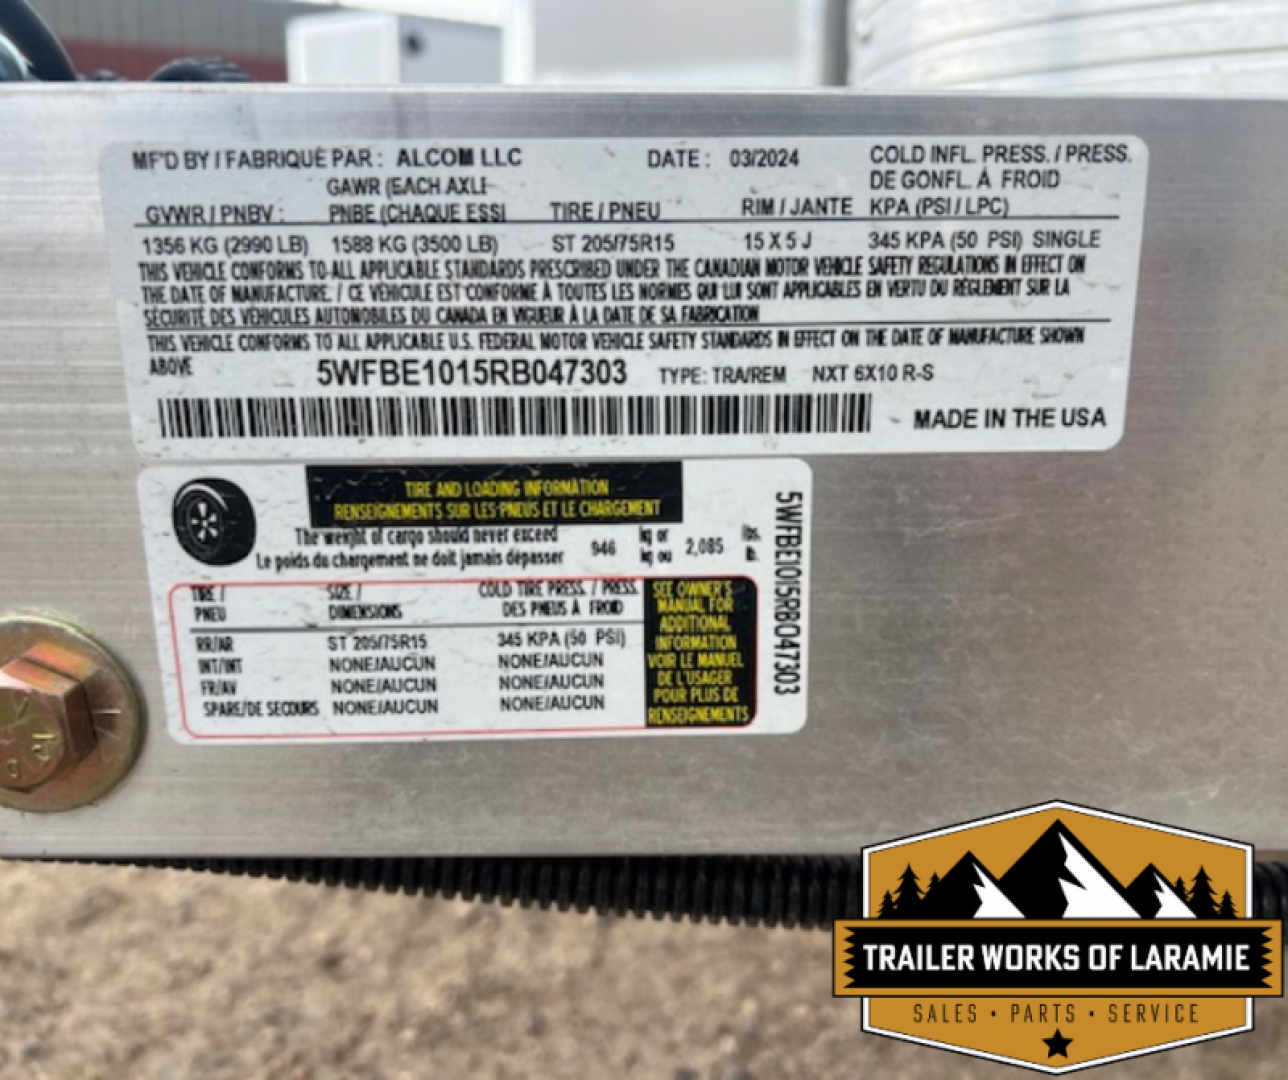 MF'D BY / FABRIQUÉ PAR : ALCOM LLC DATE : 03/2024 COLD INFL. PRESS. / PRESS.
GAWR (EACH AXLE DE GONFL. À FROID
GVWR / PNBV : PNBE (CHAQUE ESSI TIRE / PNEU RIM / JANTE KPA (PSI / LPC)
1356 KG (2990 LB) 1588 KG (3500 LB) ST 205/75R15 15 X 5 J 345 KPA (50 PSI) SINGLE
THIS VEHICLE CONFORMS TO ALL APPLICABLE STANDARDS PRESCRIBED UNDER THE CANADIAN MOTOR VEHICLE SAFETY REGULATIONS IN EFFECT ON
THE DATE OF MANUFACTURE. / CE VEHICULE EST CONFORME À TOUTES LES NORMES QUI LUI SONT APPLICABLES EN VERTU DU RÈGLEMENT SUR LA
SÉCURITÉ DES VÉHICULES AUTOMOBILES DU CANADA EN VIGUEUR À LA DATE DE SA FABRICATION
THIS VEHICLE CONFORMS TO ALL APPLICABLE U.S. FEDERAL MOTOR VEHICLE SAFETY STANDARDS IN EFFECT ON THE DATE OF MANUFACTURE SHOWN
ABOVE 5WFBE1015RB047303 TYPE: TRA/REM NXT 6X10 R-S
MADE IN THE USA
TIRE AND LOADING INFORMATION
RENSEIGNEMENTS SUR LES PNEUS ET LE CHARGEMENT
The weight of cargo should never exceed 946 kg or 2,085 lbs.
Le poids du chargement ne doit jamais dépasser kg ou lb.
TIRE / SIZE / COLD TIRE PRESS. / PRESS.
PNEU DIMENSIONS DES PNEUS À FROID
RR/AR ST 205/75R15 345 KPA (50 PSI)
INT/INT NONE/AUCUN NONE/AUCUN
FR/AV NONE/AUCUN NONE/AUCUN
SPARE/DE SECOURS NONE/AUCUN NONE/AUCUN
SEE OWNER'S
MANUAL FOR
ADDITIONAL
INFORMATION
VOIR LE MANUEL
DE L'USAGER
POUR PLUS DE
RENSEIGNEMENTS
5WFBE1015RB047303
TRAILER WORKS OF LARAMIE
SALES • PARTS • SERVICE